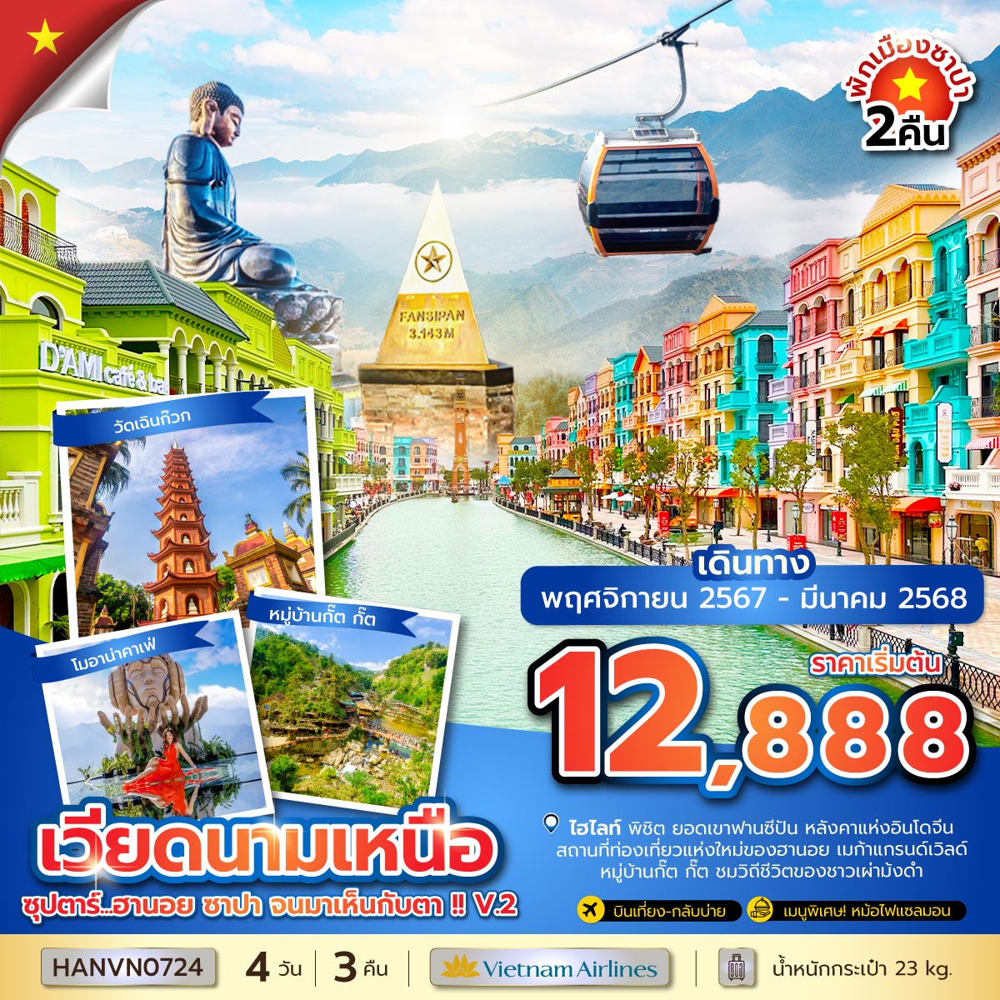 พักเมืองซาปา
2คืน
FANSIPAN
3.143M
D'AMI café & bar
วัดเฉินก๊วก
หมู่บ้านกั๊ต กั๊ต
โมอาน่าคาเฟ่
เดินทาง
พฤศจิกายน 2567 - มีนาคม 2568
ราคาเริ่มต้น
12,888
เวียดนามเหนือ
ซุปตาร์...ฮานอย ซาปา จนมาเห็นกับตา !! V.2
ไฮไลท์ พิชิต ยอดเขาฟานซีปัน หลังคาแห่งอินโดจีน
สถานที่ท่องเที่ยวแห่งใหม่ของฮานอย เมก้าแกรนด์เวิลด์
หมู่บ้านกั๊ต กั๊ต ชมวิถีชีวิตของชาวเผ่าม้งดำ
บินเที่ยง-กลับบ่าย
เมนูพิเศษ! หม้อไฟแซลมอน
HANVN0724
4 วัน
3 คืน
Vietnam Airlines
น้ำหนักกระเป๋า 23 kg.